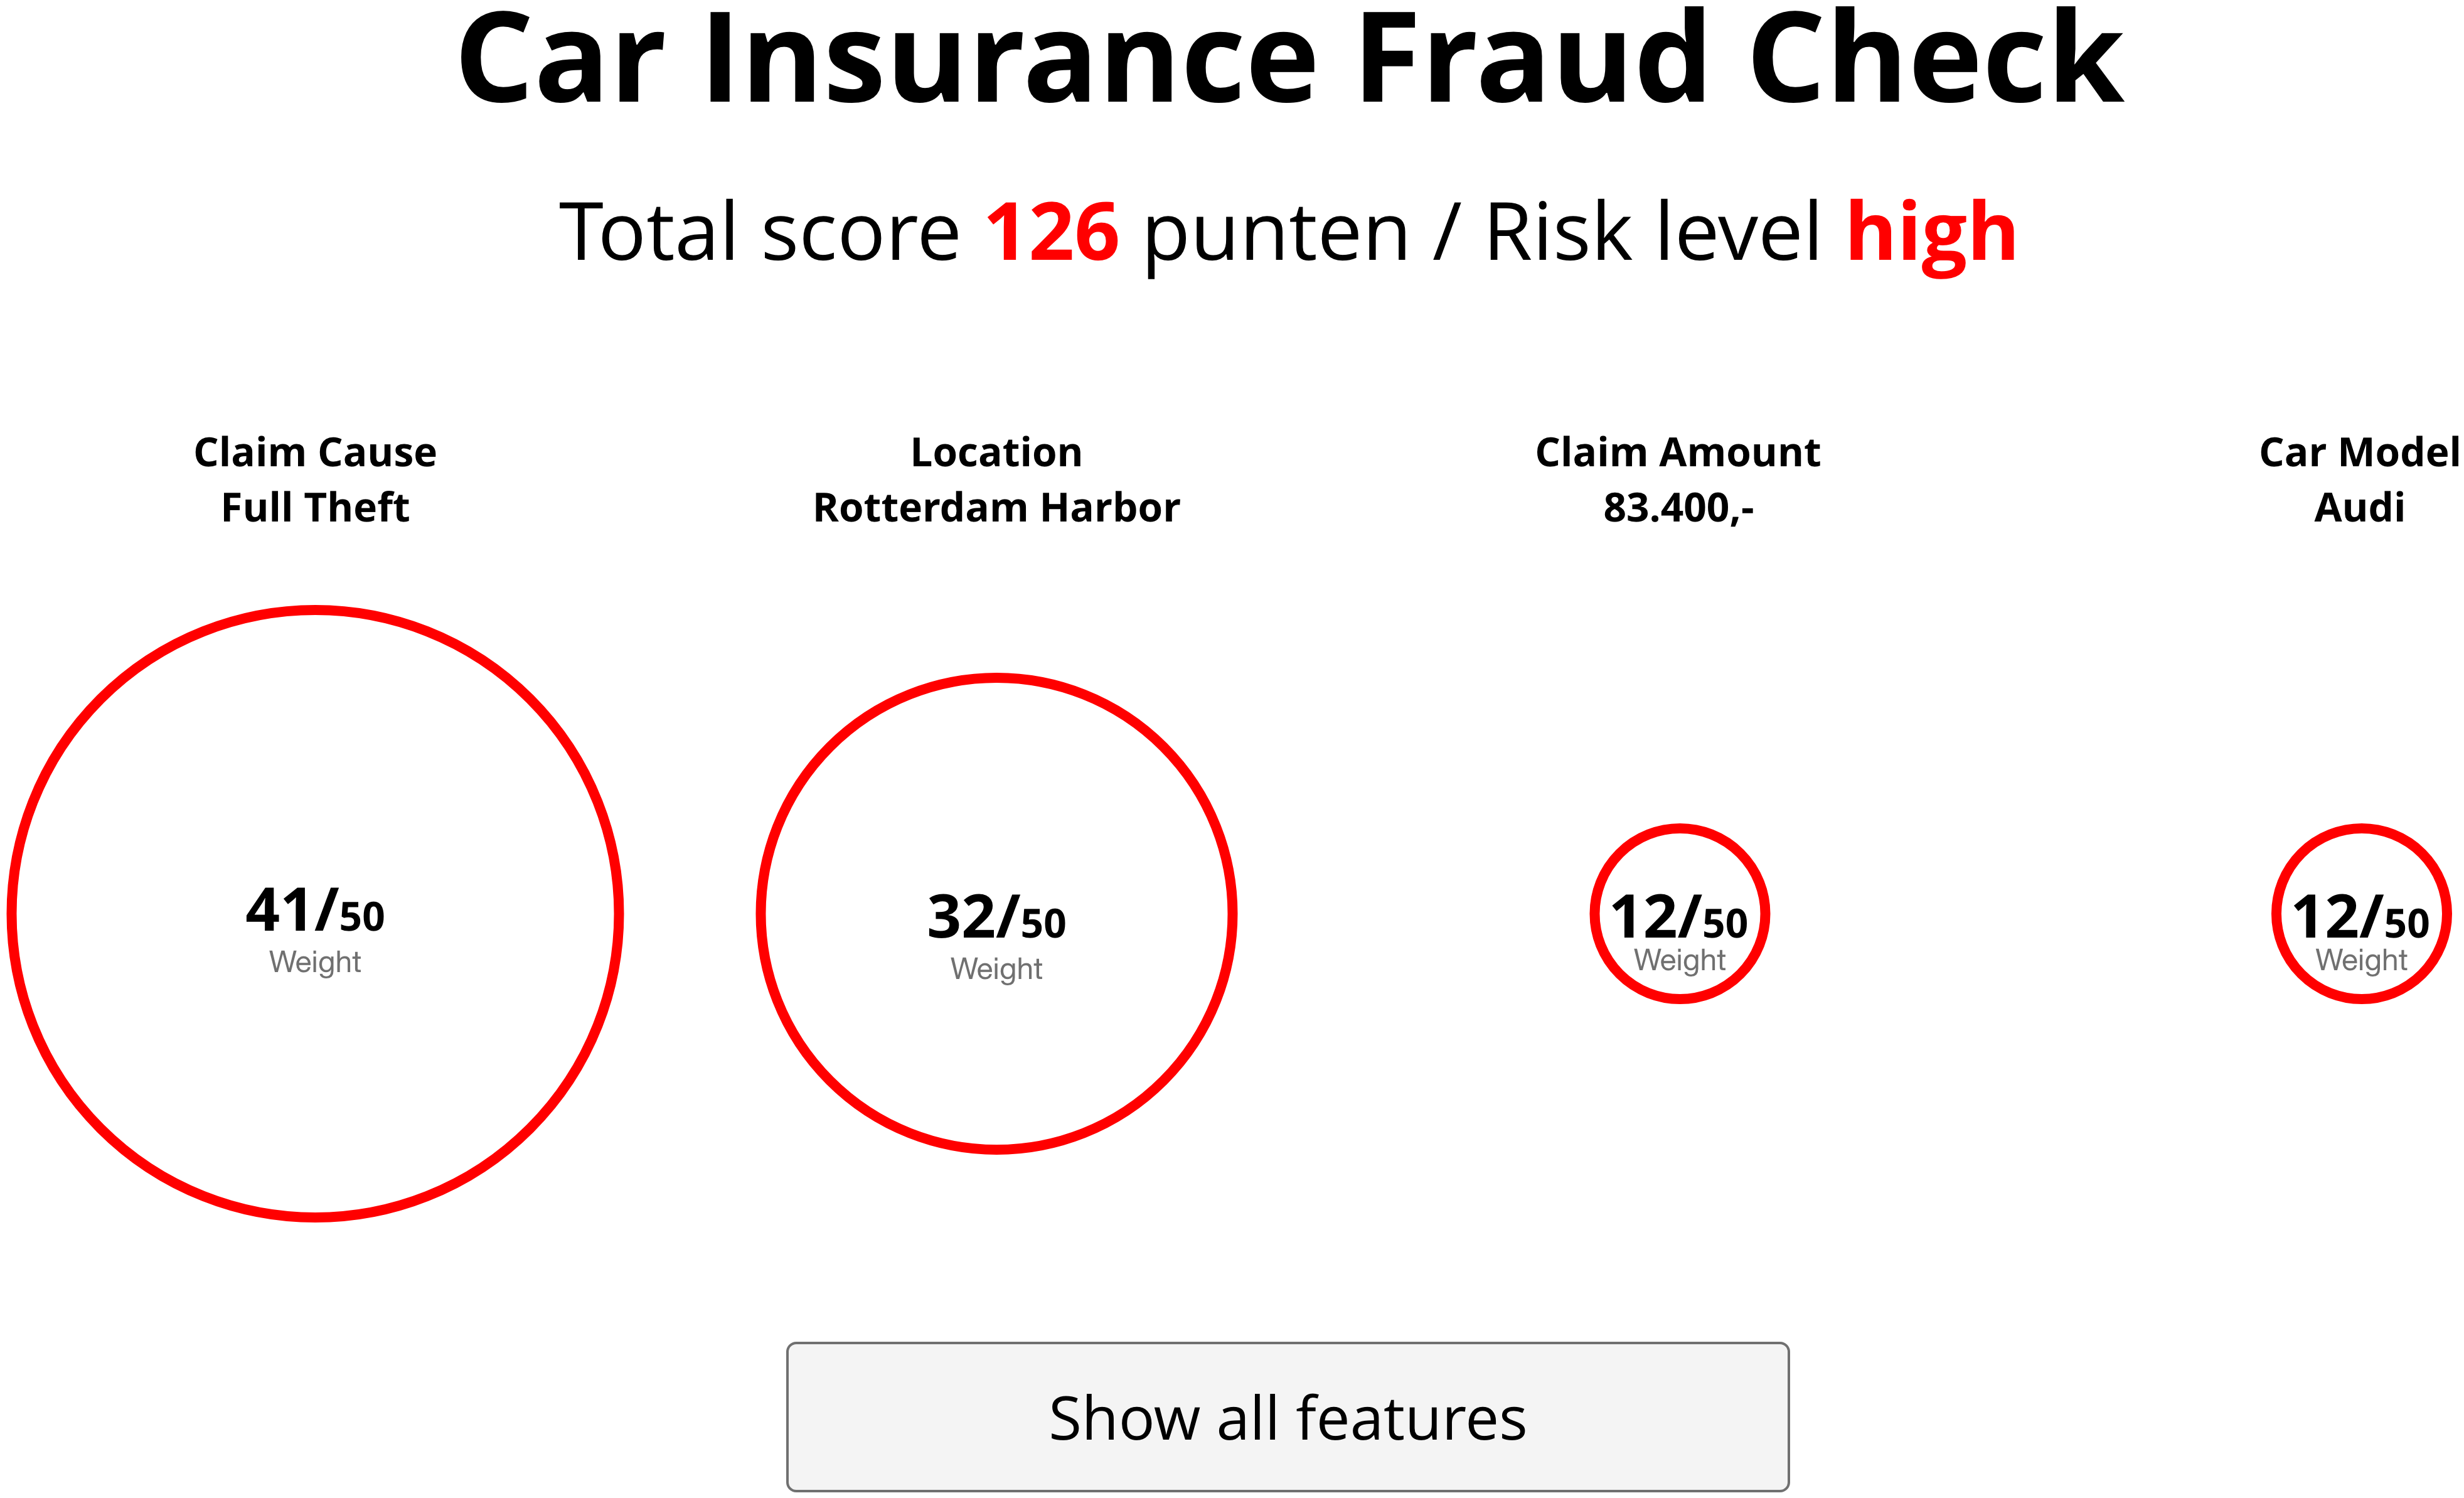 Car Insurance Fraud Check
Total score 126 punten / Risk level high
Claim Cause
Full Theft
Location
Rotterdam Harbor
Claim Amount
83.400,-
Car Model
Audi
41/50
Weight
32/50
Weight
12/50
Weight
12/50
Weight
Show all features